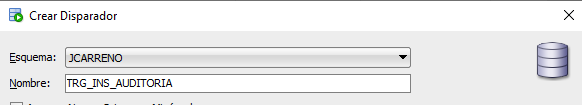 Crear Disparador
Esquema: JCARRENO
Nombre: TRG_INS_AUDITORIA